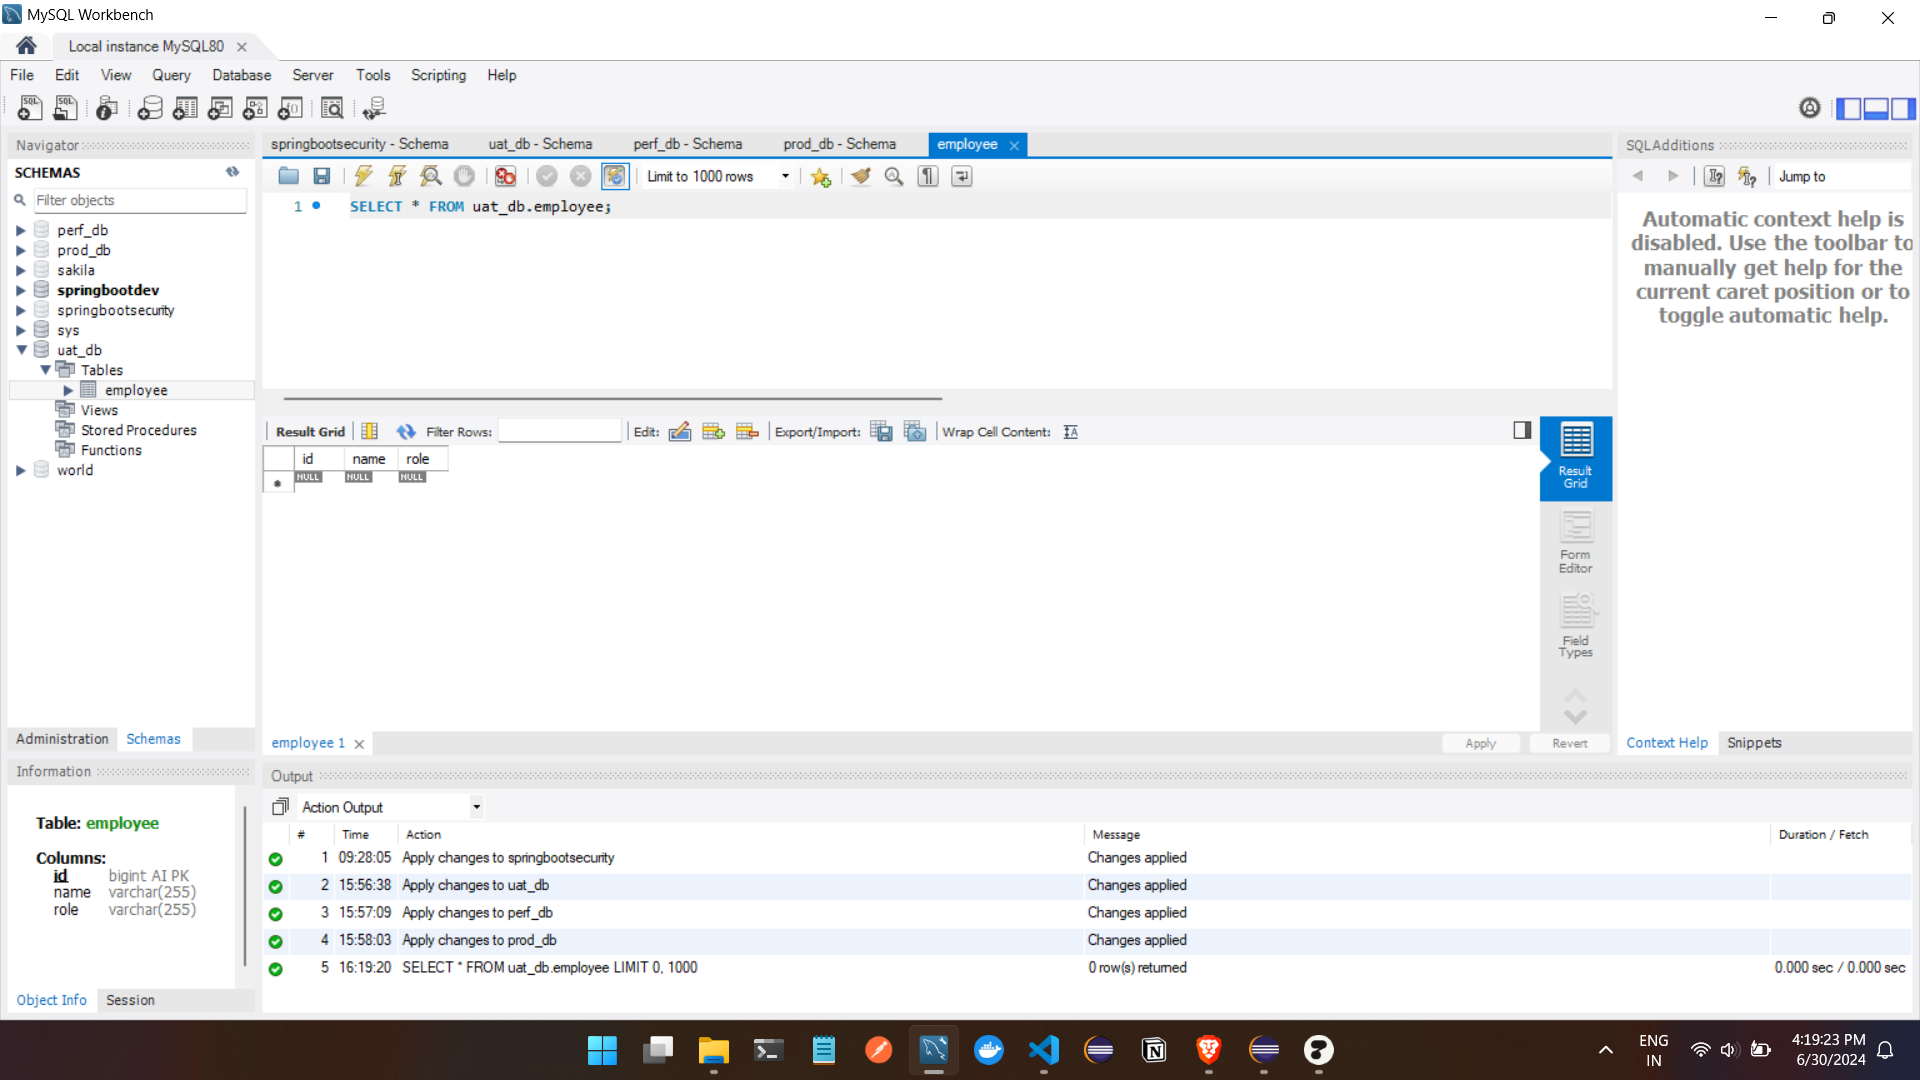 MySQL Workbench
Local instance MySQL80
File Edit View Query Database Server Tools Scripting Help
Navigator
SCHEMAS
Filter objects
perf_db
prod_db
sakila
springbootdev
springbootsecurity
sys
uat_db
Tables
employee
Views
Stored Procedures
Functions
world
Administration Schemas
Information
Table: employee
Columns:
id bigint AI PK
name varchar(255)
role varchar(255)
Object Info Session
springbootsecurity - Schema uat_db - Schema perf_db - Schema prod_db - Schema employee
Limit to 1000 rows
1 SELECT * FROM uat_db.employee;
Result Grid Filter Rows: Edit: Export/Import: Wrap Cell Content:
id name role
NULL NULL NULL
Result
Grid
Form
Editor
Field
Types
employee 1 Apply Revert
SQLAdditions
Jump to
Automatic context help is
disabled. Use the toolbar to
manually get help for the
current caret position or to
toggle automatic help.
Context Help Snippets
Output
Action Output
# Time Action Message Duration / Fetch
1 09:28:05 Apply changes to springbootsecurity Changes applied
2 15:56:38 Apply changes to uat_db Changes applied
3 15:57:09 Apply changes to perf_db Changes applied
4 15:58:03 Apply changes to prod_db Changes applied
5 16:19:20 SELECT * FROM uat_db.employee LIMIT 0, 1000 0 row(s) returned 0.000 sec / 0.000 sec
ENG
IN
4:19:23 PM
6/30/2024